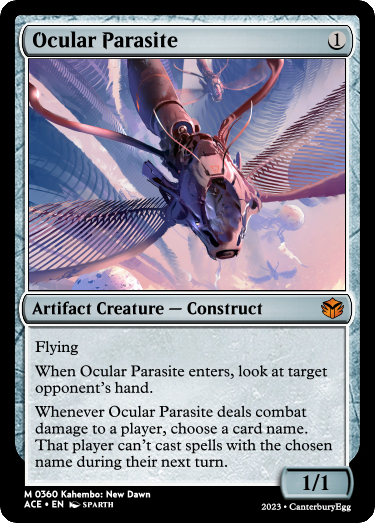 Ocular Parasite 1
Artifact Creature — Construct
Flying
When Ocular Parasite enters, look at target
opponent's hand.
Whenever Ocular Parasite deals combat
damage to a player, choose a card name.
That player can't cast spells with the chosen
name during their next turn.
1/1
M 0360 Kahembo: New Dawn
ACE • EN SPARTH
2023 • CanterburyEgg